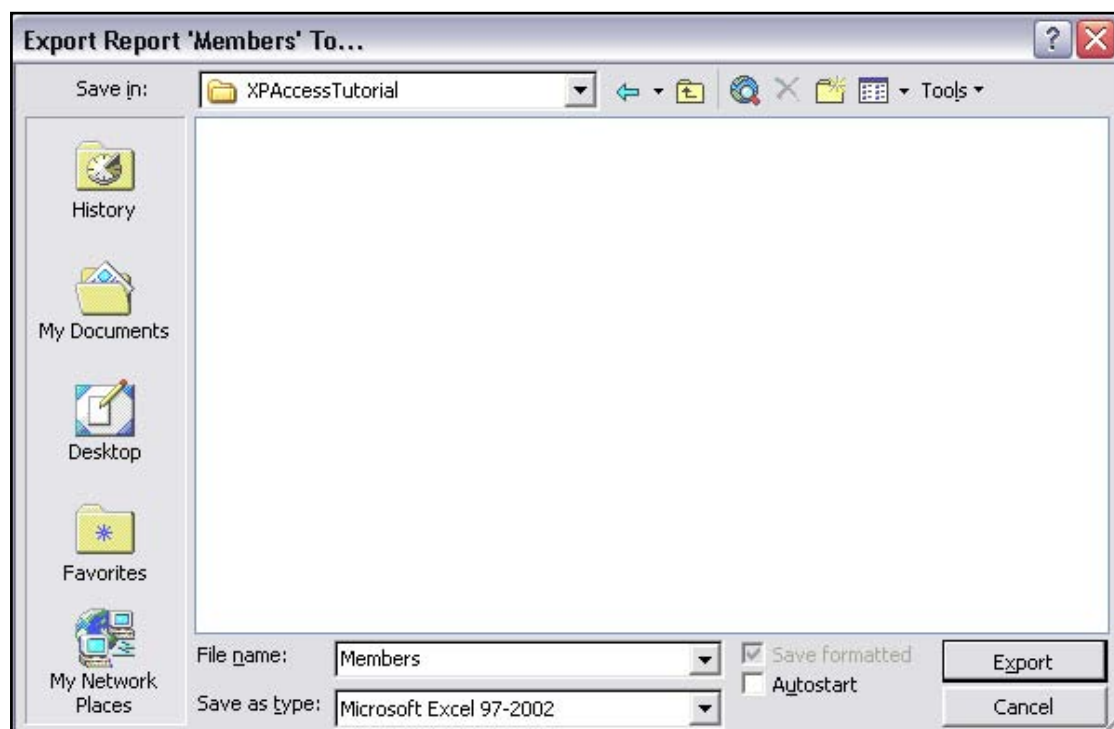 Export Report 'Members' To...
Save in:
XPAccessTutorial
Tools
History
My Documents
Desktop
Favorites
My Network
Places
File name:
Members
Save as type:
Microsoft Excel 97-2002
Save formatted
Autostart
Export
Cancel